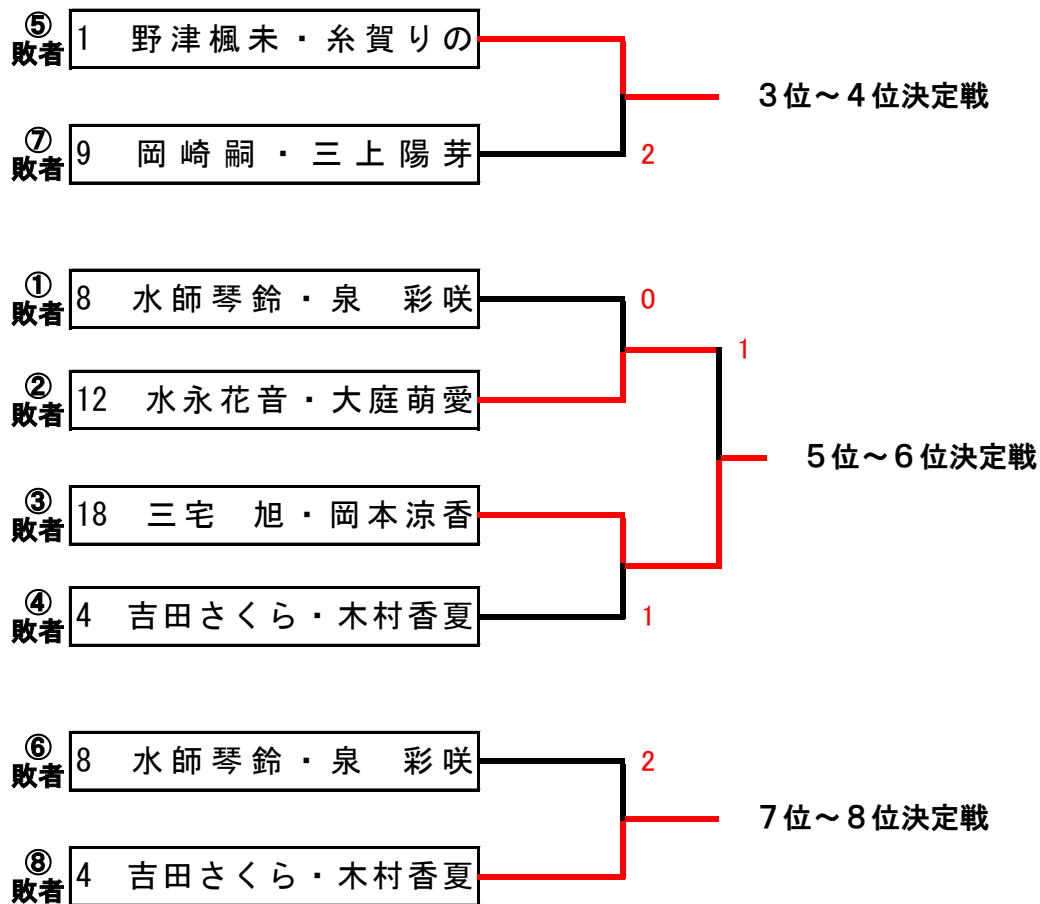 ⑤
敗者
1 野津楓未・糸賀りの
3位～4位決定戦
⑦
敗者
9 岡崎嗣・三上陽芽
2
①
敗者
8 水師琴鈴・泉 彩咲
0
1
②
敗者
12 水永花音・大庭萌愛
5位～6位決定戦
③
敗者
18 三宅 旭・岡本涼香
④
敗者
4 吉田さくら・木村香夏
1
⑥
敗者
8 水師琴鈴・泉 彩咲
2
7位～8位決定戦
⑧
敗者
4 吉田さくら・木村香夏